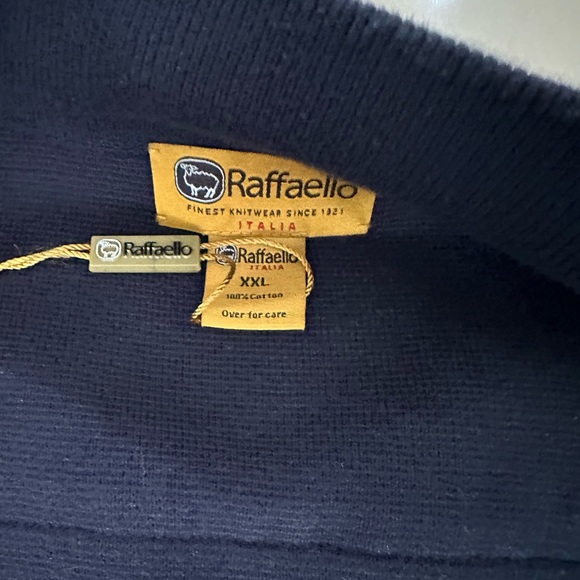 Raffaello
FINEST KNITWEAR SINCE 1921
ITALIA
Raffaello
Raffaello
ITALIA
XXL
100% Cotton
Over for care